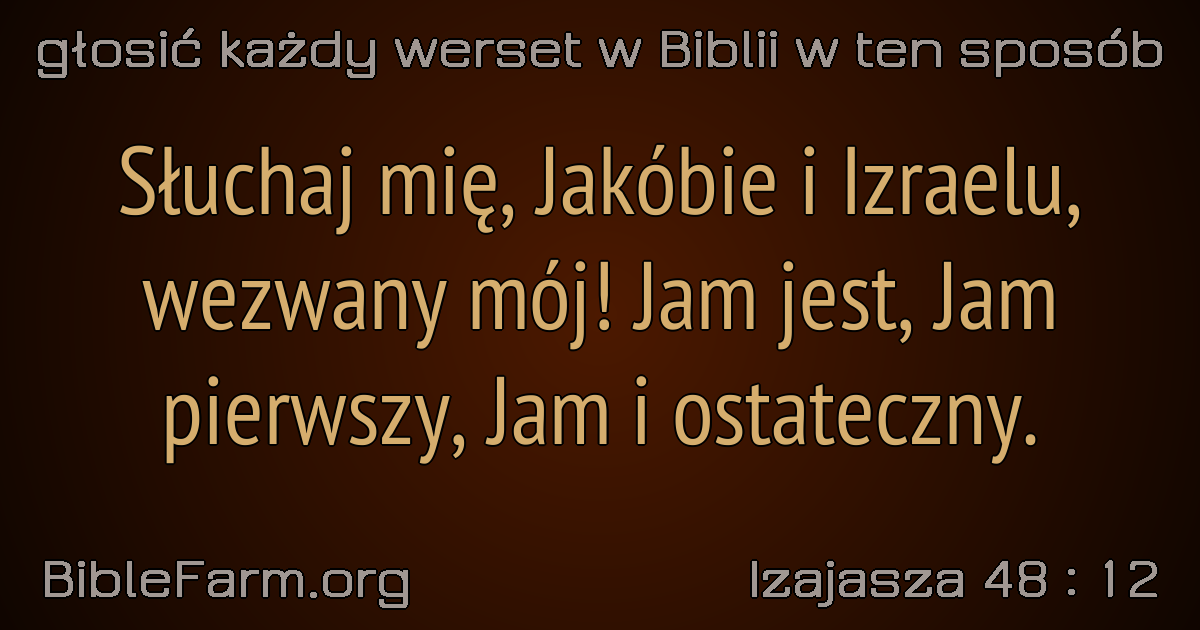 głosić każdy werset w Biblii w ten sposób
Słuchaj mię, Jakóbie i Izraelu,
wezwany mój! Jam jest, Jam
pierwszy, Jam i ostateczny.
BibleFarm.org
Izajasza 48 : 12